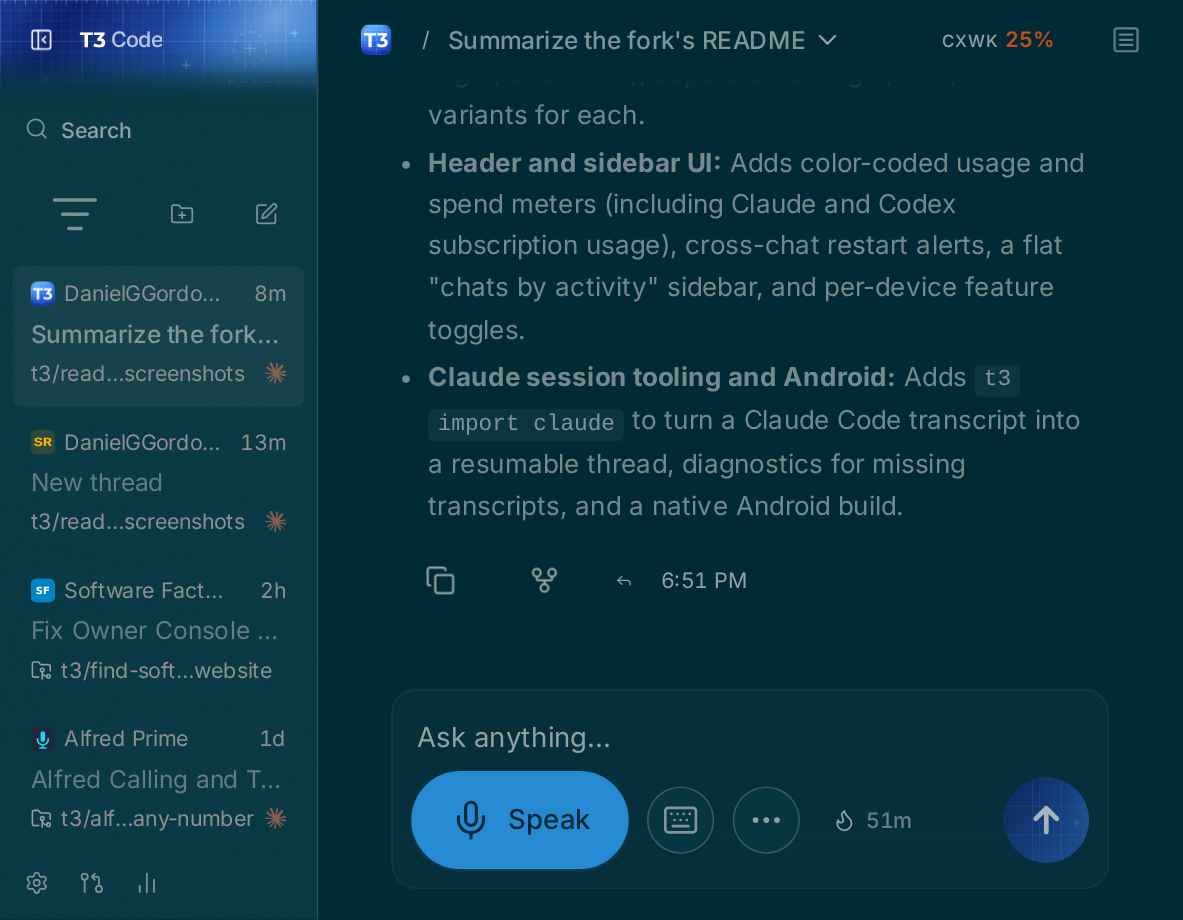 T3 Code
Search
T3 DanielGGordo... 8m
Summarize the fork...
t3/read...screenshots
SR DanielGGordo... 13m
New thread
t3/read...screenshots
SF Software Fact... 2h
Fix Owner Console ...
t3/find-soft...website
Alfred Prime 1d
Alfred Calling and T...
t3/alf...any-number
T3 / Summarize the fork's README
CXWK 25%
variants for each.
• Header and sidebar UI: Adds color-coded usage and
spend meters (including Claude and Codex
subscription usage), cross-chat restart alerts, a flat
"chats by activity" sidebar, and per-device feature
toggles.
• Claude session tooling and Android: Adds t3
import claude to turn a Claude Code transcript into
a resumable thread, diagnostics for missing
transcripts, and a native Android build.
6:51 PM
Ask anything...
Speak
51m